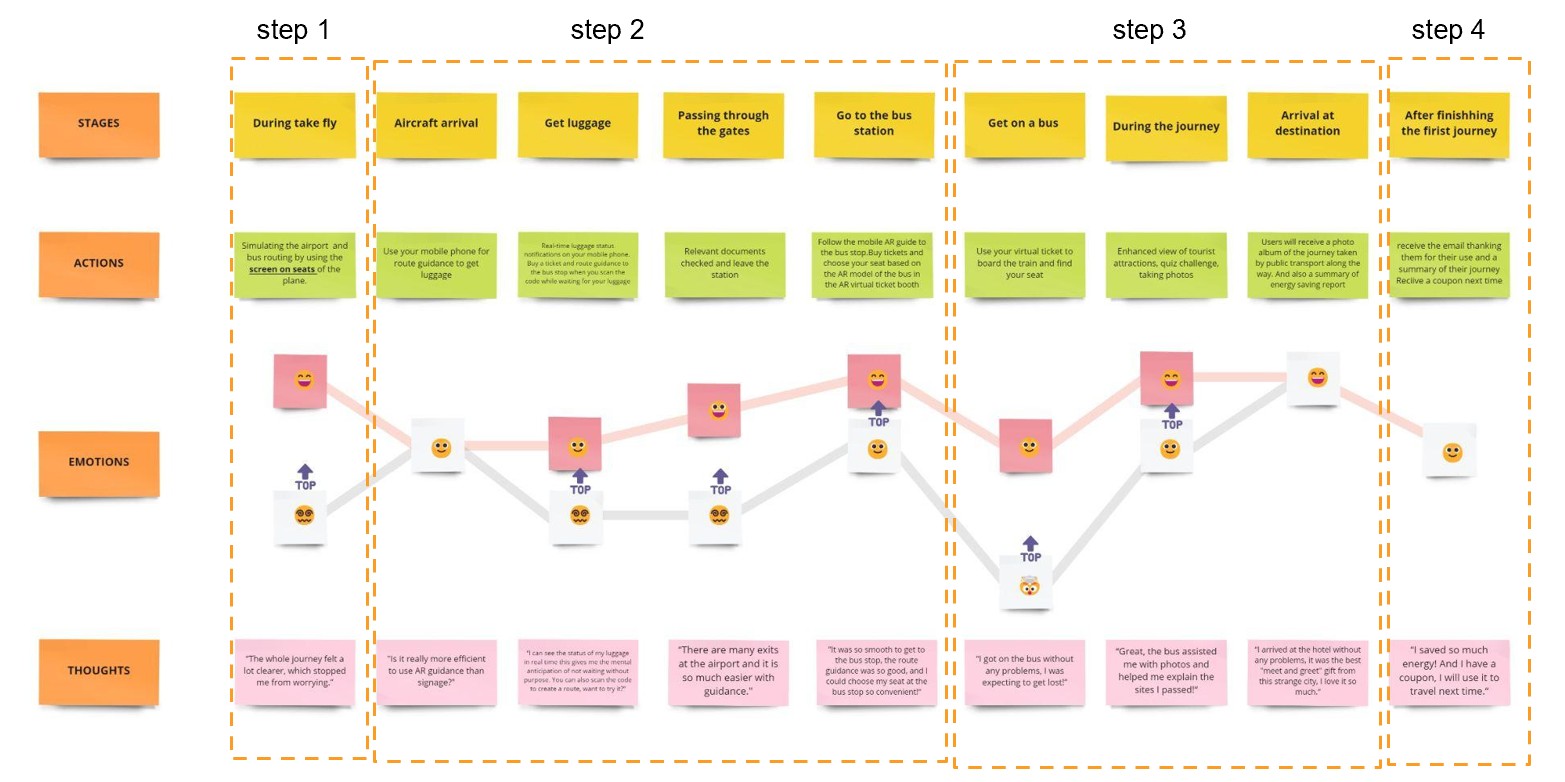 step 1
step 2
step 3
step 4
STAGES
During take fly
Aircraft arrival
Get luggage
Passing through
the gates
Go to the bus
station
Get on a bus
During the journey
Arrival at
destination
After finishhing
the firist journey
ACTIONS
Simulating the airport and
bus routing by using the
screen on seats of the
plane.
Use your mobile phone for
route guidance to get
luggage
Real-time luggage status
notifications on your mobile phone.
Buy a ticket and route guidance to
the bus stop when you scan the
code while waiting for your luggage
Relevant documents
checked and leave the
station
Follow the mobile AR guide to
the bus stop.Buy tickets and
choose your seat based on
the AR model of the bus in
the AR virtual ticket booth
Use your virtual ticket to
board the train and find
your seat
Enhanced view of tourist
attractions, quiz challenge,
taking photos
Users will receive a photo
album of the journey taken
by public transport along the
way. And also a summary of
energy saving report
receive the email thanking
them for their use and a
summary of their journey
Reciive a coupon next time
EMOTIONS
TOP
TOP
TOP
TOP
TOP
TOP
THOUGHTS
"The whole journey felt a
lot clearer, which stopped
me from worrying."
"Is it really more efficient
to use AR guidance than
signage?"
"I can see the status of my luggage
in real time this gives me the mental
anticipation of not waiting without
purpose. You can also scan the code
to create a route, want to try it?"
"There are many exits
at the airport and it is
so much easier with
guidance."
"It was so smooth to get to
the bus stop, the route
guidance was so good, and I
could choose my seat at the
bus stop so convenient!"
"I got on the bus without
any problems, I was
expecting to get lost!"
"Great, the bus assisted
me with photos and
helped me explain the
sites I passed!"
"I arrived at the hotel without
any problems, it was the best
"meet and greet" gift from
this strange city, I love it so
much."
"I saved so much
energy! And I have a
coupon, I will use it to
travel next time."